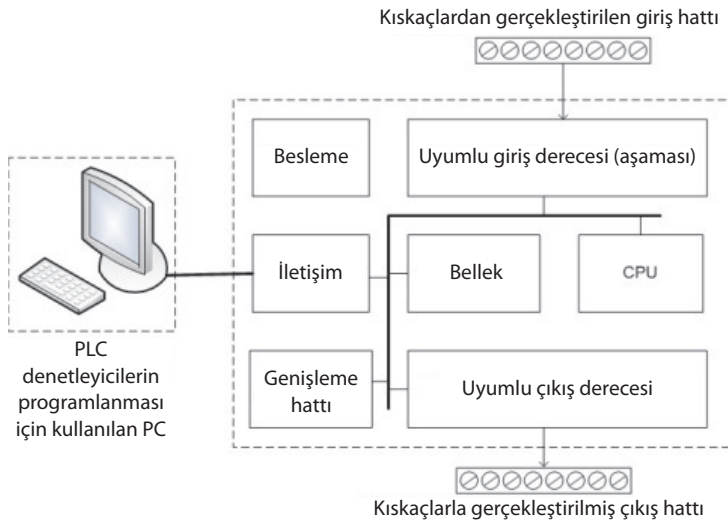 Kıskaçlardan gerçekleştirilen giriş hattı
Besleme
Uyumlu giriş derecesi (aşaması)
İletişim
Bellek
CPU
PLC
denetleyicilerin
programlanması
için kullanılan PC
Genişleme
hattı
Uyumlu çıkış derecesi
Kıskaçlarla gerçekleştirilmiş çıkış hattı